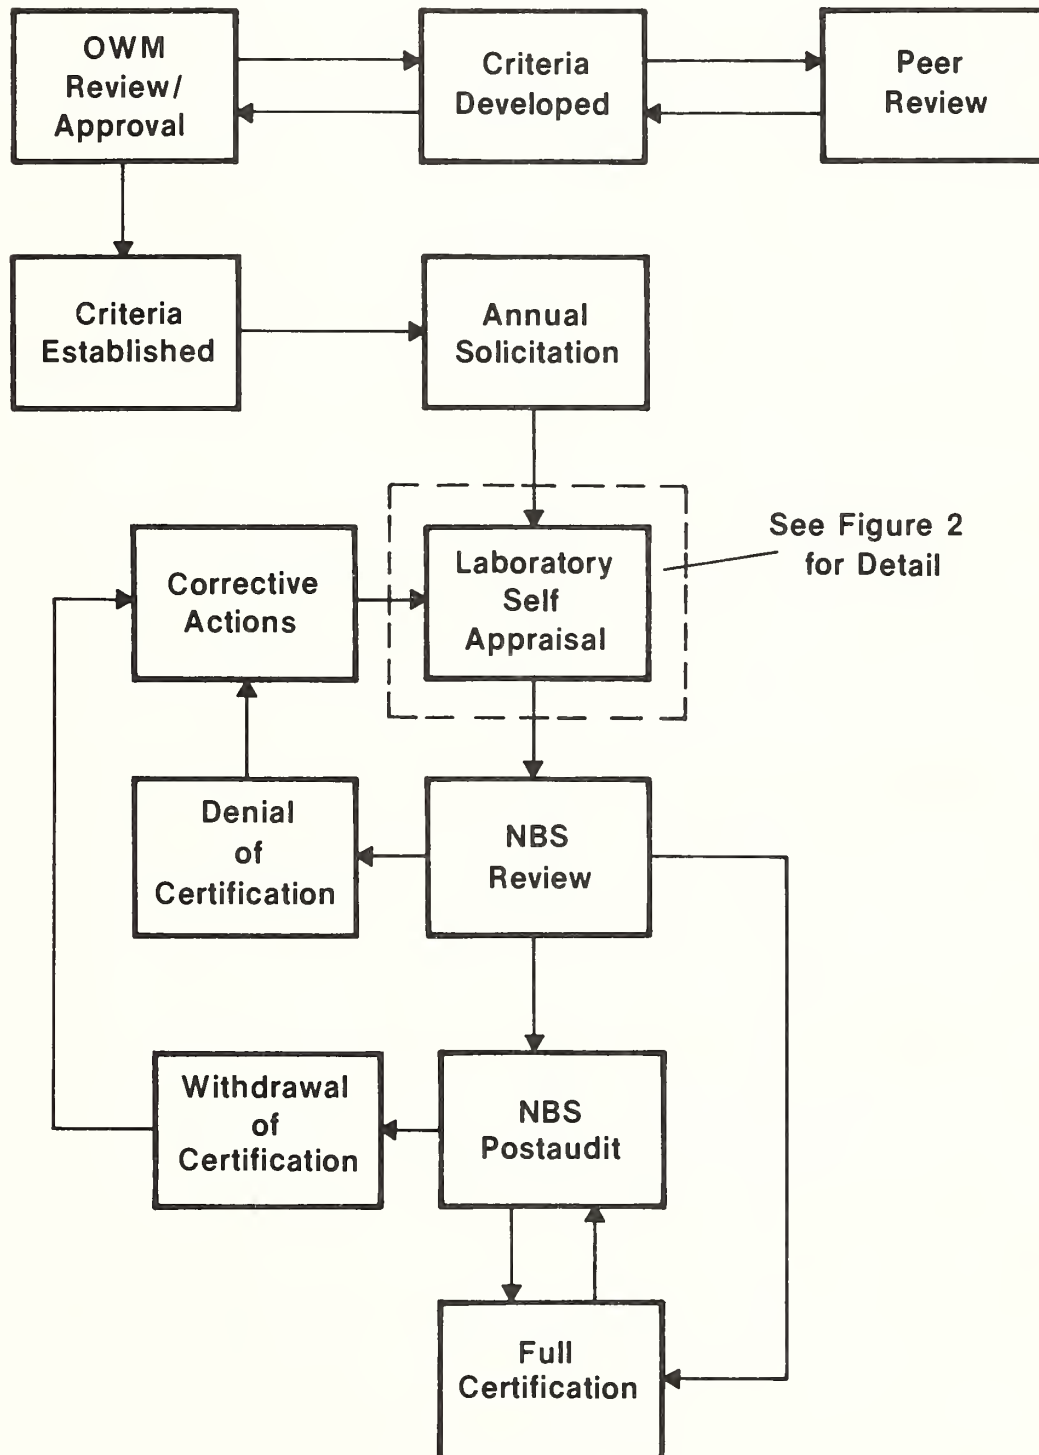 OWM
Review/
Approval
Criteria
Developed
Peer
Review
Criteria
Established
Annual
Solicitation
Corrective
Actions
Laboratory
Self
Appraisal
See Figure 2
for Detail
Denial
of
Certification
NBS
Review
Withdrawal
of
Certification
NBS
Postaudit
Full
Certification